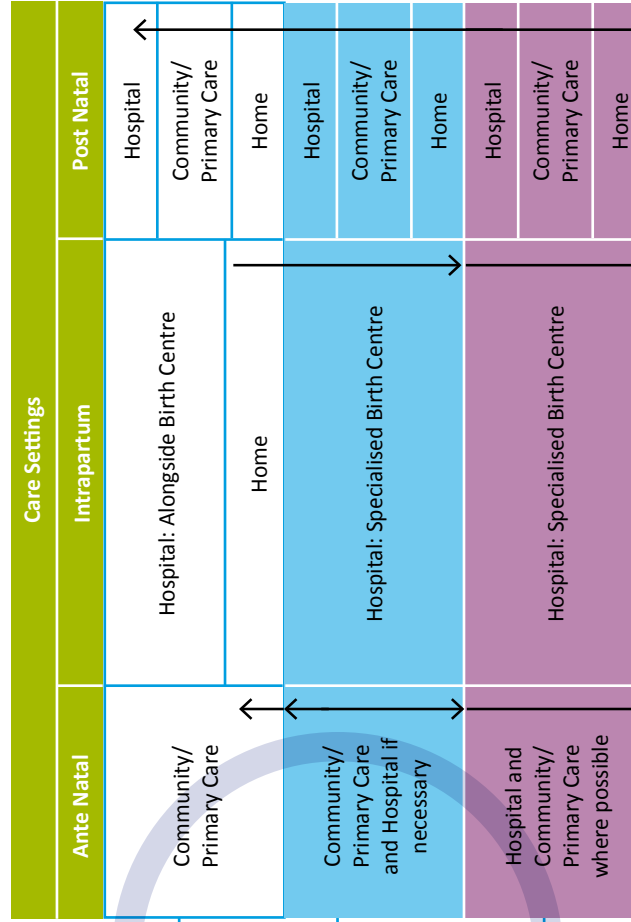 Care Settings
Ante Natal
Intrapartum
Post Natal
Community/
Primary Care
Hospital: Alongside Birth Centre
Home
Hospital
Community/
Primary Care
Home
Community/
Primary Care
and Hospital if
necessary
Hospital: Specialised Birth Centre
Hospital
Community/
Primary Care
Home
Hospital and
Community/
Primary Care
where possible
Hospital: Specialised Birth Centre
Hospital
Community/
Primary Care
Home